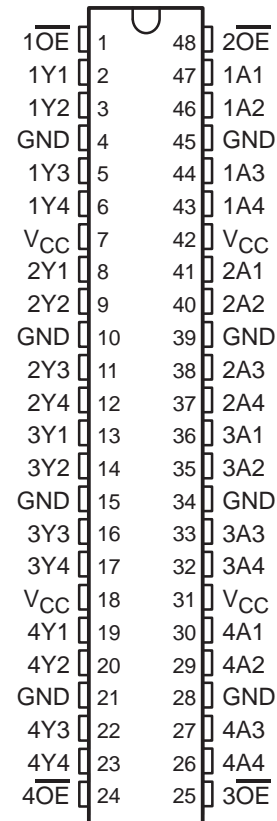 1O̅E̅ 1 48 2O̅E̅
1Y1 2 47 1A1
1Y2 3 46 1A2
GND 4 45 GND
1Y3 5 44 1A3
1Y4 6 43 1A4
VCC 7 42 VCC
2Y1 8 41 2A1
2Y2 9 40 2A2
GND 10 39 GND
2Y3 11 38 2A3
2Y4 12 37 2A4
3Y1 13 36 3A1
3Y2 14 35 3A2
GND 15 34 GND
3Y3 16 33 3A3
3Y4 17 32 3A4
VCC 18 31 VCC
4Y1 19 30 4A1
4Y2 20 29 4A2
GND 21 28 GND
4Y3 22 27 4A3
4Y4 23 26 4A4
4O̅E̅ 24 25 3O̅E̅